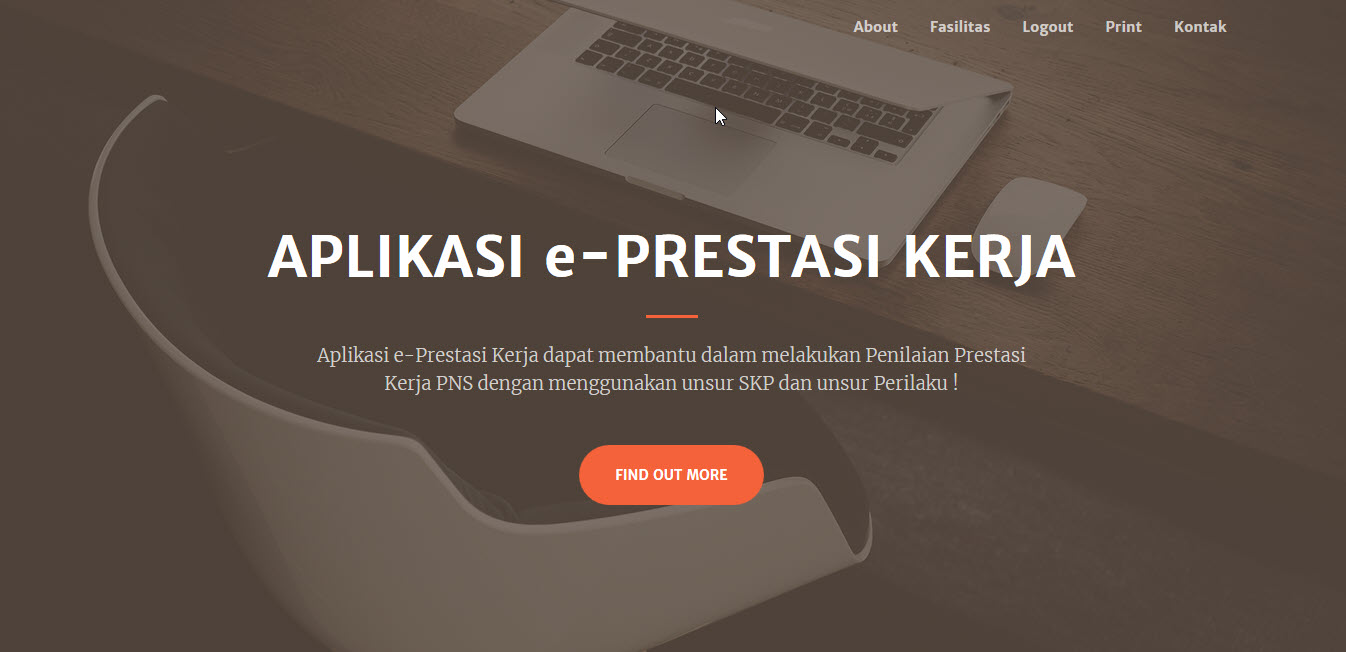 About Fasilitas Logout Print Kontak
APLIKASI e-PRESTASI KERJA
Aplikasi e-Prestasi Kerja dapat membantu dalam melakukan Penilaian Prestasi
Kerja PNS dengan menggunakan unsur SKP dan unsur Perilaku !
FIND OUT MORE